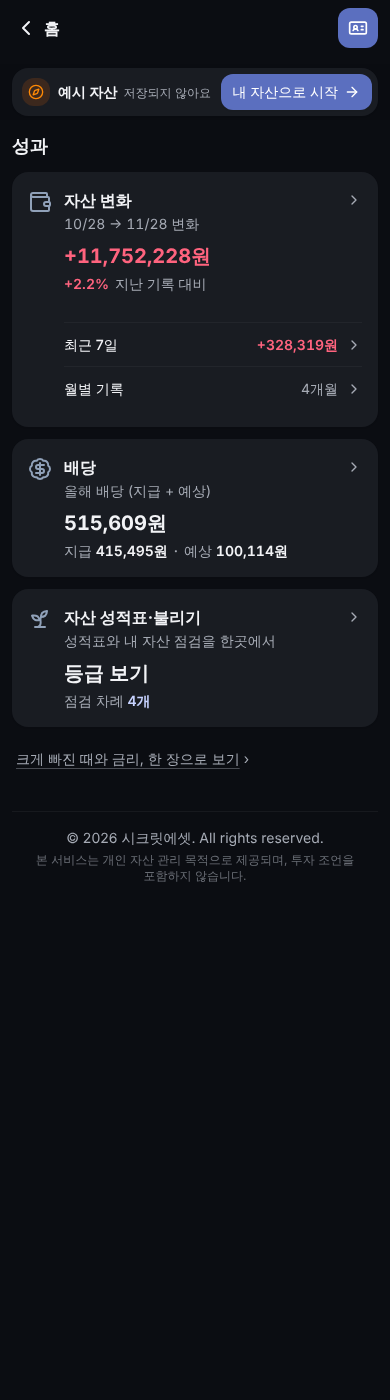 홈
예시 자산 저장되지 않아요 내 자산으로 시작 →
성과
자산 변화
10/28 → 11/28 변화
+11,752,228원
+2.2% 지난 기록 대비
최근 7일 +328,319원
월별 기록 4개월
배당
올해 배당 (지급 + 예상)
515,609원
지급 415,495원 · 예상 100,114원
자산 성적표·불리기
성적표와 내 자산 점검을 한곳에서
등급 보기
점검 차례 4개
크게 빠진 때와 금리, 한 장으로 보기 ›
© 2026 시크릿에셋. All rights reserved.
본 서비스는 개인 자산 관리 목적으로 제공되며, 투자 조언을
포함하지 않습니다.